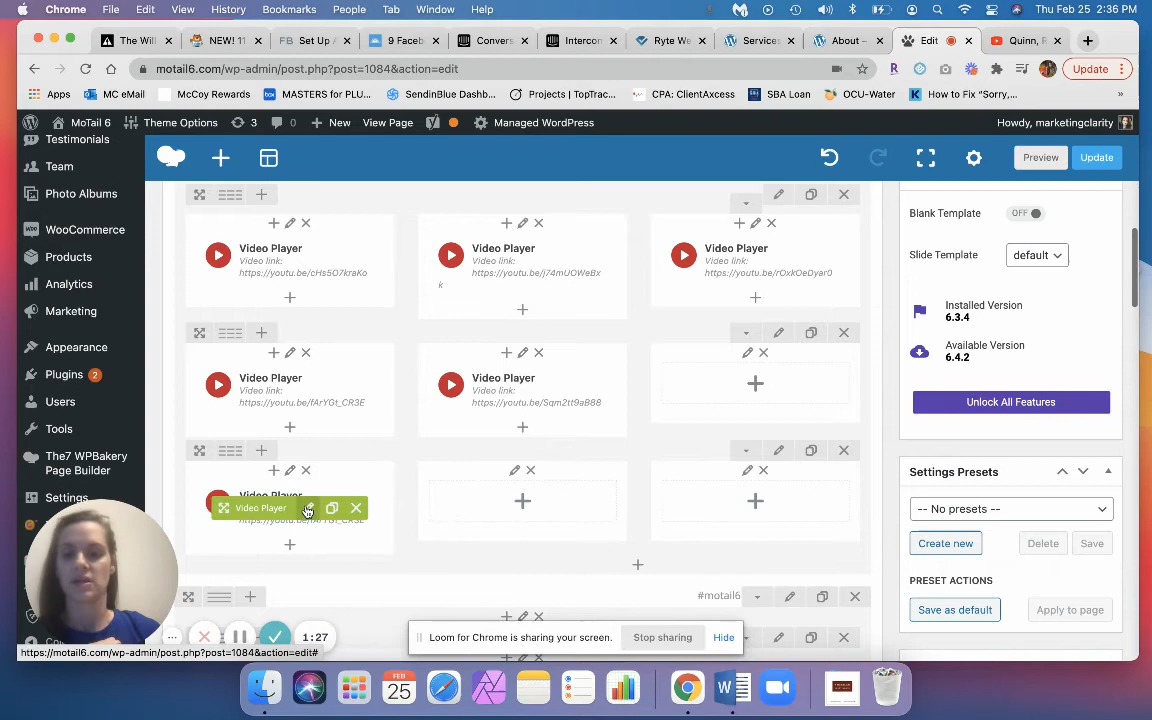 Chrome File Edit View History Bookmarks People Tab Window Help Thu Feb 25 2:36 PM
The Will NEW! 11 Set Up A 9 Faceb Convers Intercon Ryte We Services About – Edit Quinn, R
motail6.com/wp-admin/post.php?post=1084&action=edit Update
Apps MC eMail McCoy Rewards MASTERS for PLU... SendinBlue Dashb... Projects | TopTrac... CPA: ClientAxcess SBA Loan OCU-Water How to Fix “Sorry,... »
MoTail 6 Theme Options 3 0 New View Page Managed WordPress Howdy, marketingclarity
Testimonials
Team
Photo Albums
WooCommerce
Products
Analytics
Marketing
Appearance
Plugins 2
Users
Tools
The7 WPBakery
Page Builder
Settings
Preview Update
Video Player
Video link:
https://youtu.be/cHs5O7kraKo
Video Player
Video link:
https://youtu.be/j74mUOWeBx
k
Video Player
Video link:
https://youtu.be/rOxkOeDyar0
Video Player
Video link:
https://youtu.be/fArYGt_CR3E
Video Player
Video link:
https://youtu.be/Sqm2tt9aB88
Video Player
Video Player
https://youtu.be/fArYGt_CR3E
#motail6
Blank Template OFF
Slide Template default
Installed Version
6.3.4
Available Version
6.4.2
Unlock All Features
Settings Presets
-- No presets --
Create new Delete Save
PRESET ACTIONS
Save as default Apply to page
1:27
Loom for Chrome is sharing your screen. Stop sharing Hide
https://motail6.com/wp-admin/post.php?post=1084&action=edit#
FEB
25